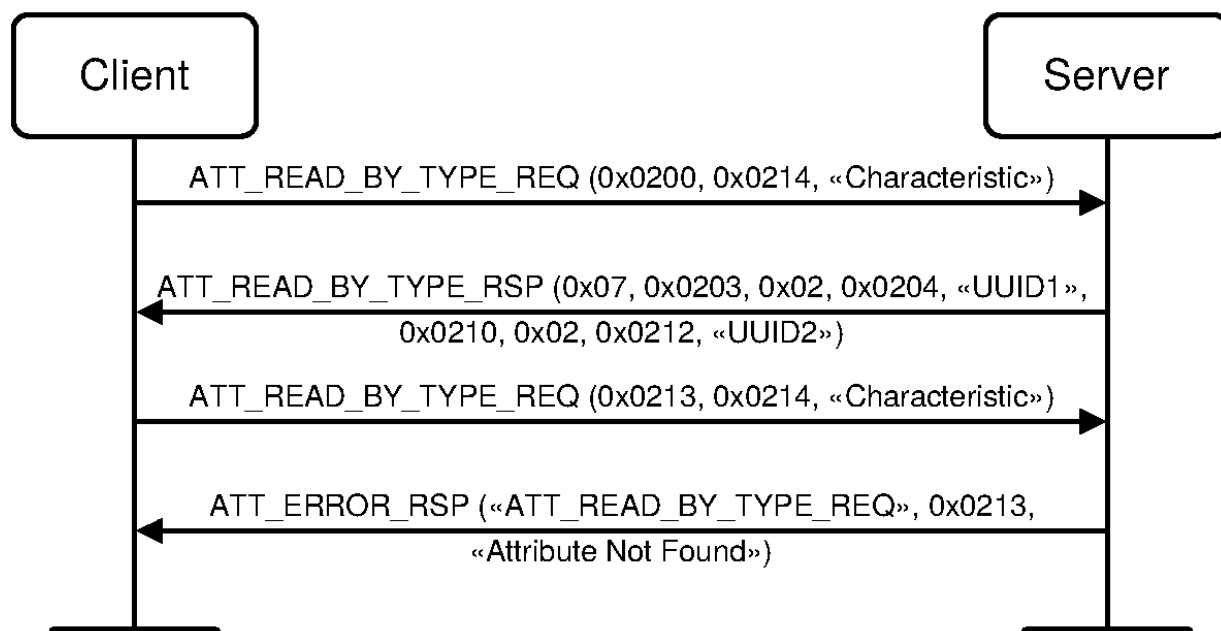 Client
Server
ATT_READ_BY_TYPE_REQ (0x0200, 0x0214, «Characteristic»)
ATT_READ_BY_TYPE_RSP (0x07, 0x0203, 0x02, 0x0204, «UUID1»,
0x0210, 0x02, 0x0212, «UUID2»)
ATT_READ_BY_TYPE_REQ (0x0213, 0x0214, «Characteristic»)
ATT_ERROR_RSP («ATT_READ_BY_TYPE_REQ», 0x0213,
«Attribute Not Found»)